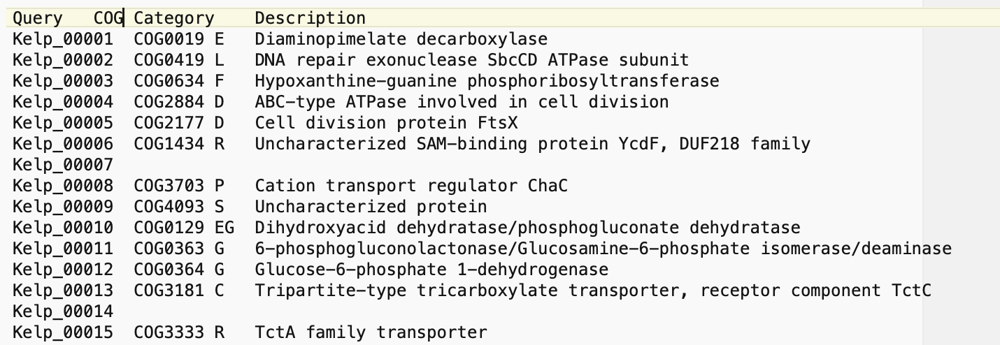 Query COG Category Description
Kelp_00001 COG0019 E Diaminopimelate decarboxylase
Kelp_00002 COG0419 L DNA repair exonuclease SbcCD ATPase subunit
Kelp_00003 COG0634 F Hypoxanthine-guanine phosphoribosyltransferase
Kelp_00004 COG2884 D ABC-type ATPase involved in cell division
Kelp_00005 COG2177 D Cell division protein FtsX
Kelp_00006 COG1434 R Uncharacterized SAM-binding protein YcdF, DUF218 family
Kelp_00007
Kelp_00008 COG3703 P Cation transport regulator ChaC
Kelp_00009 COG4093 S Uncharacterized protein
Kelp_00010 COG0129 EG Dihydroxyacid dehydratase/phosphogluconate dehydratase
Kelp_00011 COG0363 G 6-phosphogluconolactonase/Glucosamine-6-phosphate isomerase/deaminase
Kelp_00012 COG0364 G Glucose-6-phosphate 1-dehydrogenase
Kelp_00013 COG3181 C Tripartite-type tricarboxylate transporter, receptor component TctC
Kelp_00014
Kelp_00015 COG3333 R TctA family transporter